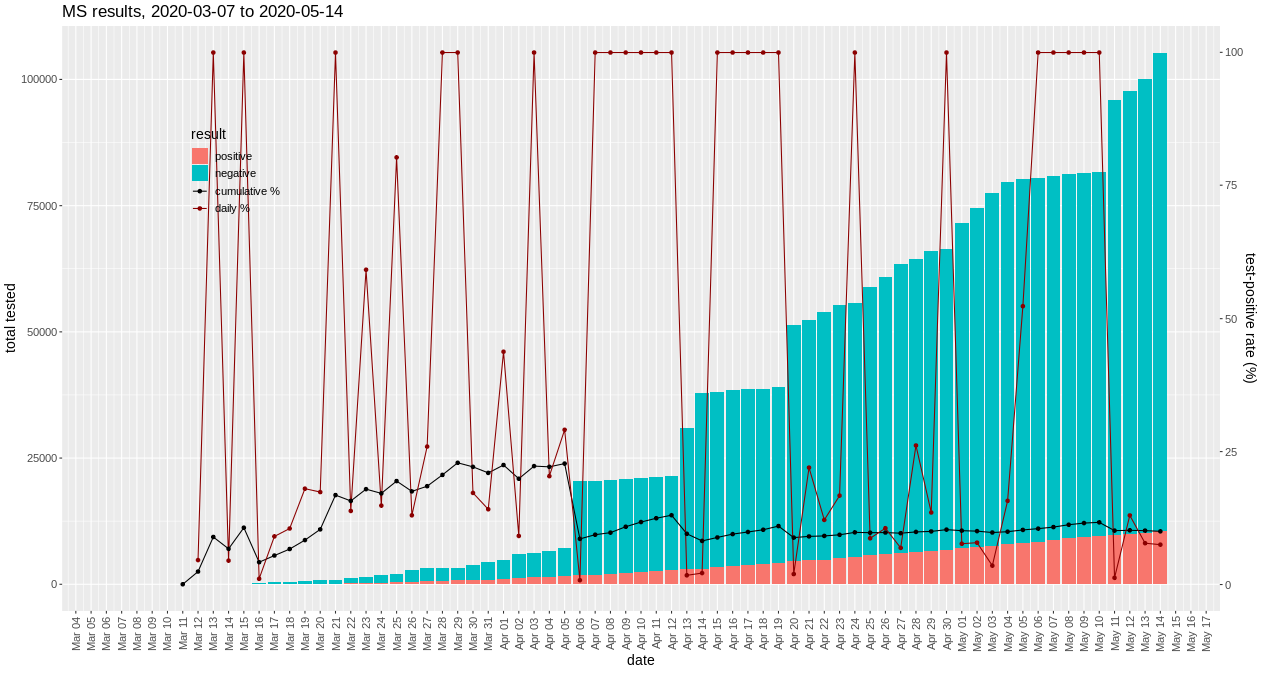 MS results, 2020-03-07 to 2020-05-14
total tested
100000
75000
50000
25000
0
result
positive
negative
cumulative %
daily %
100
75
50
25
0
test-positive rate (%)
Mar 04
Mar 05
Mar 06
Mar 07
Mar 08
Mar 09
Mar 10
Mar 11
Mar 12
Mar 13
Mar 14
Mar 15
Mar 16
Mar 17
Mar 18
Mar 19
Mar 20
Mar 21
Mar 22
Mar 23
Mar 24
Mar 25
Mar 26
Mar 27
Mar 28
Mar 29
Mar 30
Mar 31
Apr 01
Apr 02
Apr 03
Apr 04
Apr 05
Apr 06
Apr 07
Apr 08
Apr 09
Apr 10
Apr 11
Apr 12
Apr 13
Apr 14
Apr 15
Apr 16
Apr 17
Apr 18
Apr 19
Apr 20
Apr 21
Apr 22
Apr 23
Apr 24
Apr 25
Apr 26
Apr 27
Apr 28
Apr 29
Apr 30
May 01
May 02
May 03
May 04
May 05
May 06
May 07
May 08
May 09
May 10
May 11
May 12
May 13
May 14
May 15
May 16
May 17
date